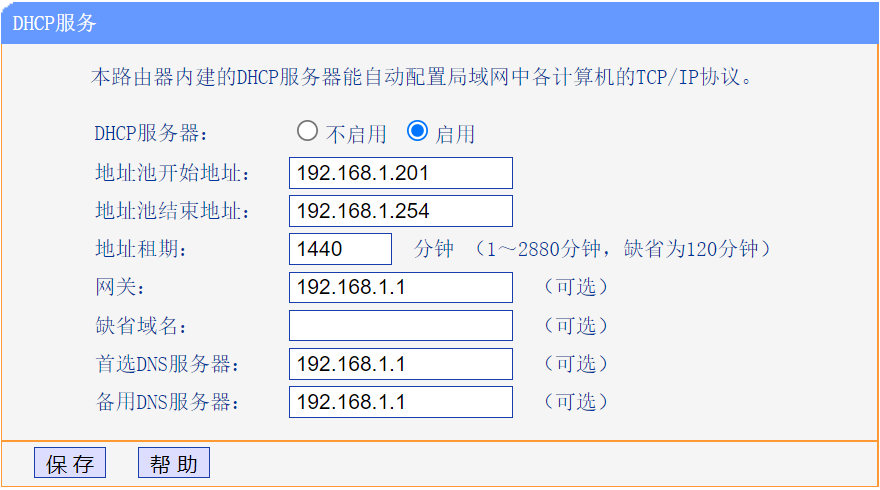 DHCP服务
本路由器内建的DHCP服务器能自动配置局域网中各计算机的TCP/IP协议。
DHCP服务器： 不启用 启用
地址池开始地址： 192.168.1.201
地址池结束地址： 192.168.1.254
地址租期： 1440 分钟 （1～2880分钟，缺省为120分钟）
网关： 192.168.1.1 （可选）
缺省域名： （可选）
首选DNS服务器： 192.168.1.1 （可选）
备用DNS服务器： 192.168.1.1 （可选）
保 存 帮 助